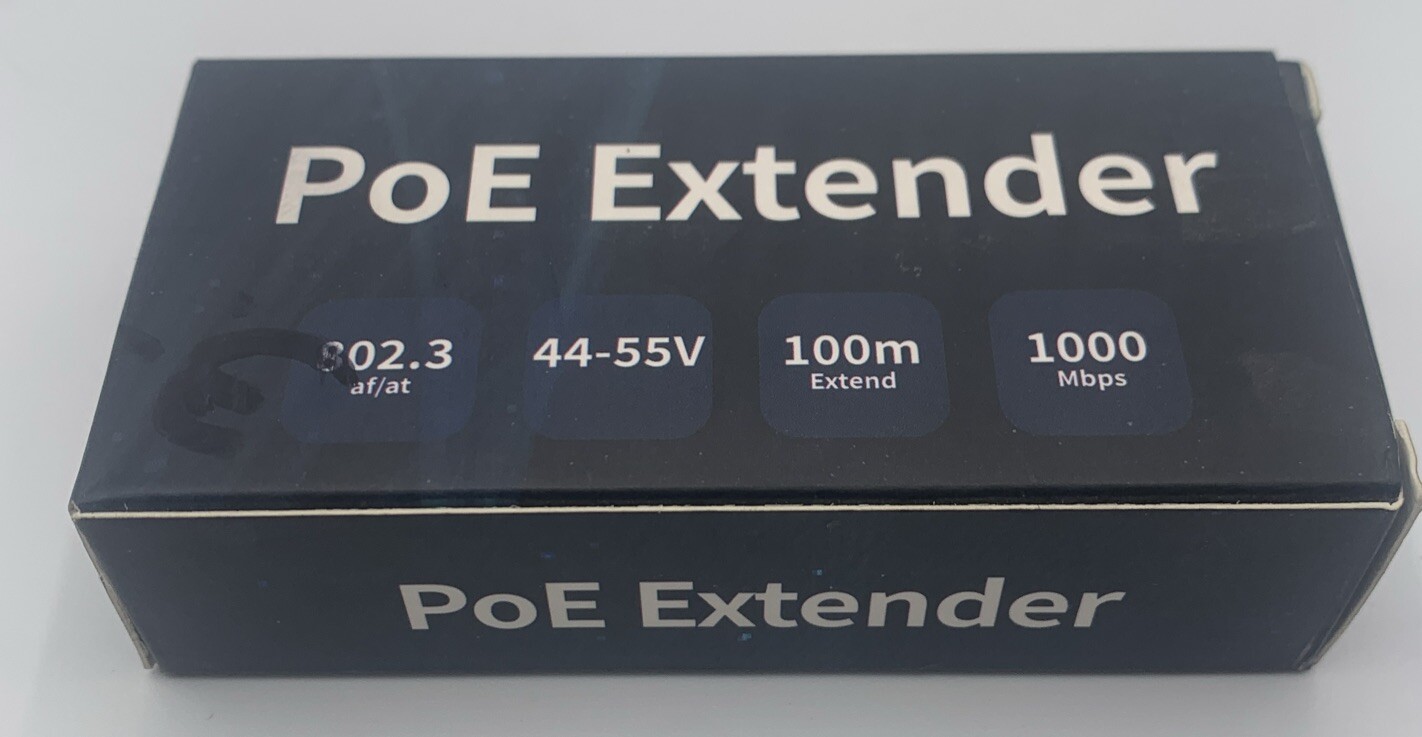 PoE Extender
802.3
af/at
44-55V
100m
Extend
1000
Mbps
PoE Extender